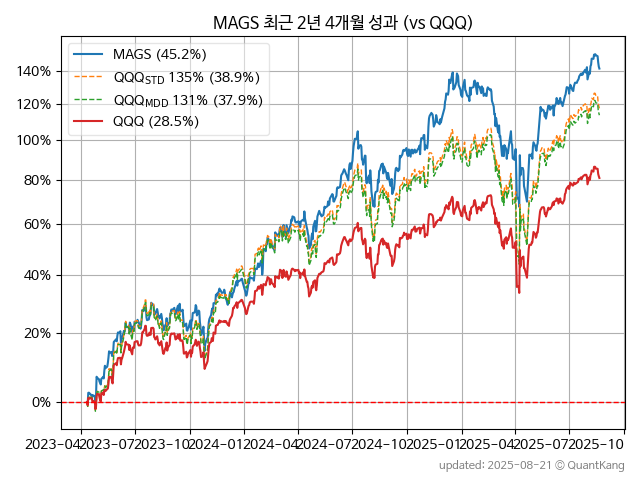 MAGS 최근 2년 4개월 성과 (vs QQQ)
MAGS (45.2%)
QQQSTD 135% (38.9%)
QQQMDD 131% (37.9%)
QQQ (28.5%)
140%
120%
100%
80%
60%
40%
20%
0%
2023-04 2023-07 2023-10 2024-01 2024-04 2024-07 2024-10 2025-01 2025-04 2025-07 2025-10
updated: 2025-08-21 © QuantKang